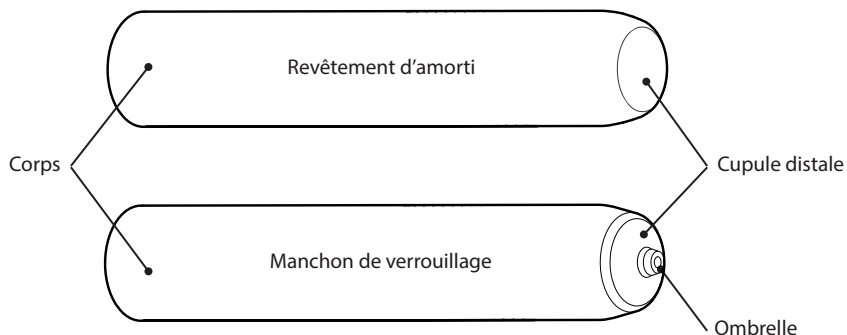 Revêtement d’amorti
Corps
Cupule distale
Manchon de verrouillage
Ombrelle